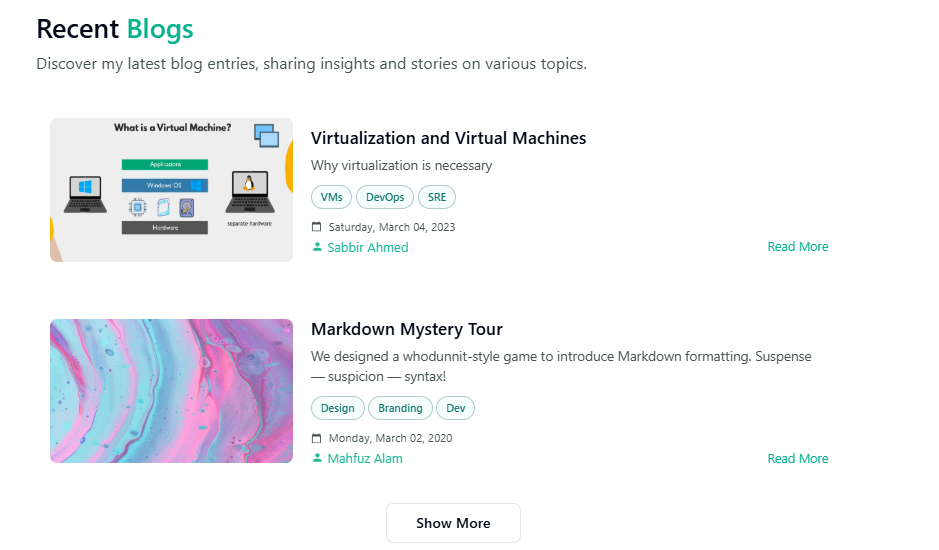 Recent Blogs
Discover my latest blog entries, sharing insights and stories on various topics.
What is a Virtual Machine?
Applications
Windows OS
Hardware
separate hardware
Virtualization and Virtual Machines
Why virtualization is necessary
VMs DevOps SRE
Saturday, March 04, 2023
Sabbir Ahmed
Read More
Markdown Mystery Tour
We designed a whodunnit-style game to introduce Markdown formatting. Suspense
— suspicion — syntax!
Design Branding Dev
Monday, March 02, 2020
Mahfuz Alam
Read More
Show More